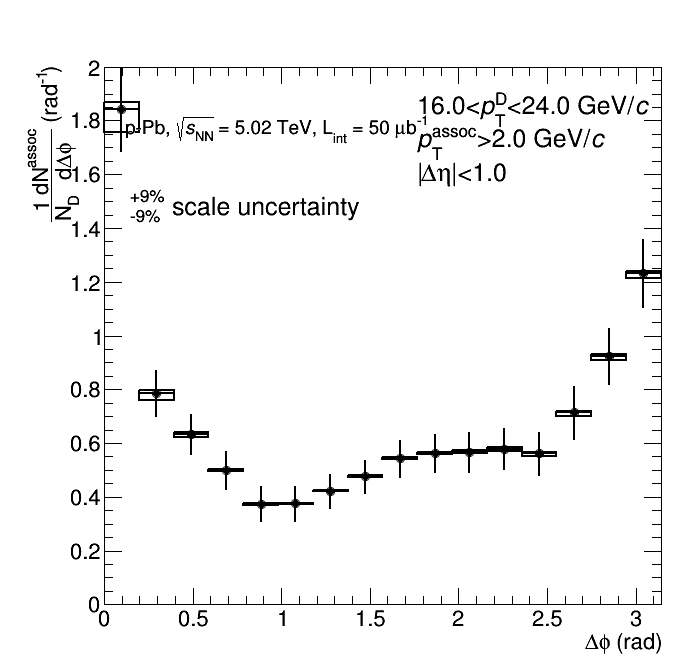 1 dN^assoc
N_D dΔϕ (rad⁻¹)
2
1.8
1.6
1.4
1.2
1
0.8
0.6
0.4
0.2
0
16.0<p_T^D<24.0 GeV/c
p-Pb, √s_NN = 5.02 TeV, L_int = 50 μb⁻¹
p_T^assoc>2.0 GeV/c
|Δη|<1.0
+9%
-9% scale uncertainty
0 0.5 1 1.5 2 2.5 3
Δϕ (rad)